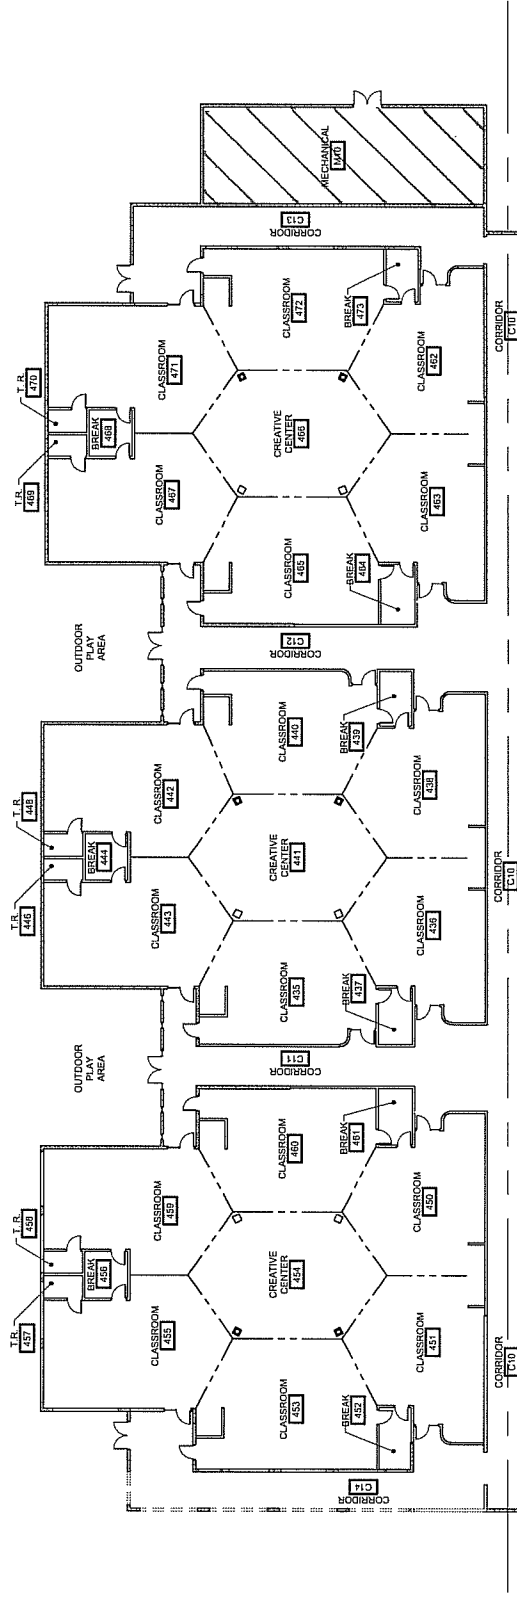 T.R.
457
T.R.
458
BREAK
456
CLASSROOM
455
CLASSROOM
459
CORRIDOR
C14
CLASSROOM
453
CREATIVE
CENTER
454
CLASSROOM
460
BREAK
452
BREAK
461
CLASSROOM
451
CLASSROOM
450
CORRIDOR
C10
OUTDOOR
PLAY
AREA
CORRIDOR
C11
T.R.
446
T.R.
448
BREAK
444
CLASSROOM
443
CLASSROOM
442
CLASSROOM
435
CREATIVE
CENTER
441
CLASSROOM
440
BREAK
437
BREAK
439
CLASSROOM
436
CLASSROOM
438
CORRIDOR
C10
OUTDOOR
PLAY
AREA
CORRIDOR
C12
T.R.
469
T.R.
470
BREAK
468
CLASSROOM
467
CLASSROOM
471
CLASSROOM
465
CREATIVE
CENTER
466
CLASSROOM
472
BREAK
464
BREAK
473
CLASSROOM
463
CLASSROOM
462
CORRIDOR
C10
CORRIDOR
C13
MECHANICAL
M40